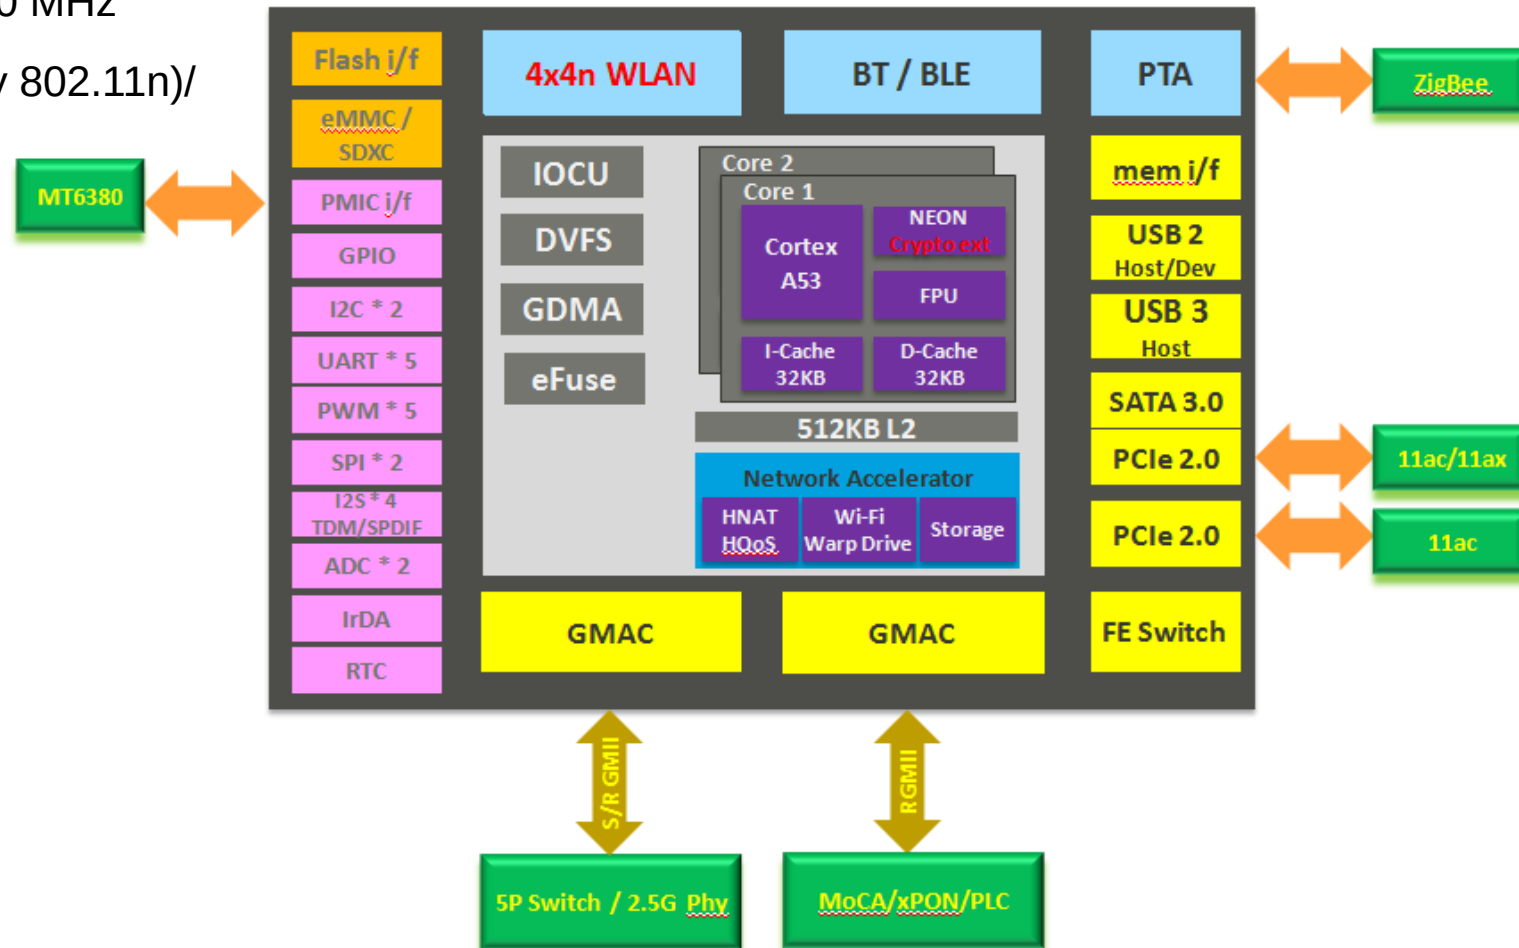 0 MHz
y 802.11n)/
MT6380
Flash i/f
eMMC /
SDXC
PMIC i/f
GPIO
I2C * 2
UART * 5
PWM * 5
SPI * 2
I2S * 4
TDM/SPDIF
ADC * 2
IrDA
RTC
4x4n WLAN
BT / BLE
PTA
IOCU
DVFS
GDMA
eFuse
Core 2
Core 1
Cortex
A53
NEON
Crypto ext
FPU
I-Cache
32KB
D-Cache
32KB
512KB L2
Network Accelerator
HNAT
HQoS
Wi-Fi
Warp Drive
Storage
GMAC
GMAC
mem i/f
USB 2
Host/Dev
USB 3
Host
SATA 3.0
PCIe 2.0
PCIe 2.0
FE Switch
ZigBee
11ac/11ax
11ac
S/R GMII
RGMII
5P Switch / 2.5G Phy
MoCA/xPON/PLC